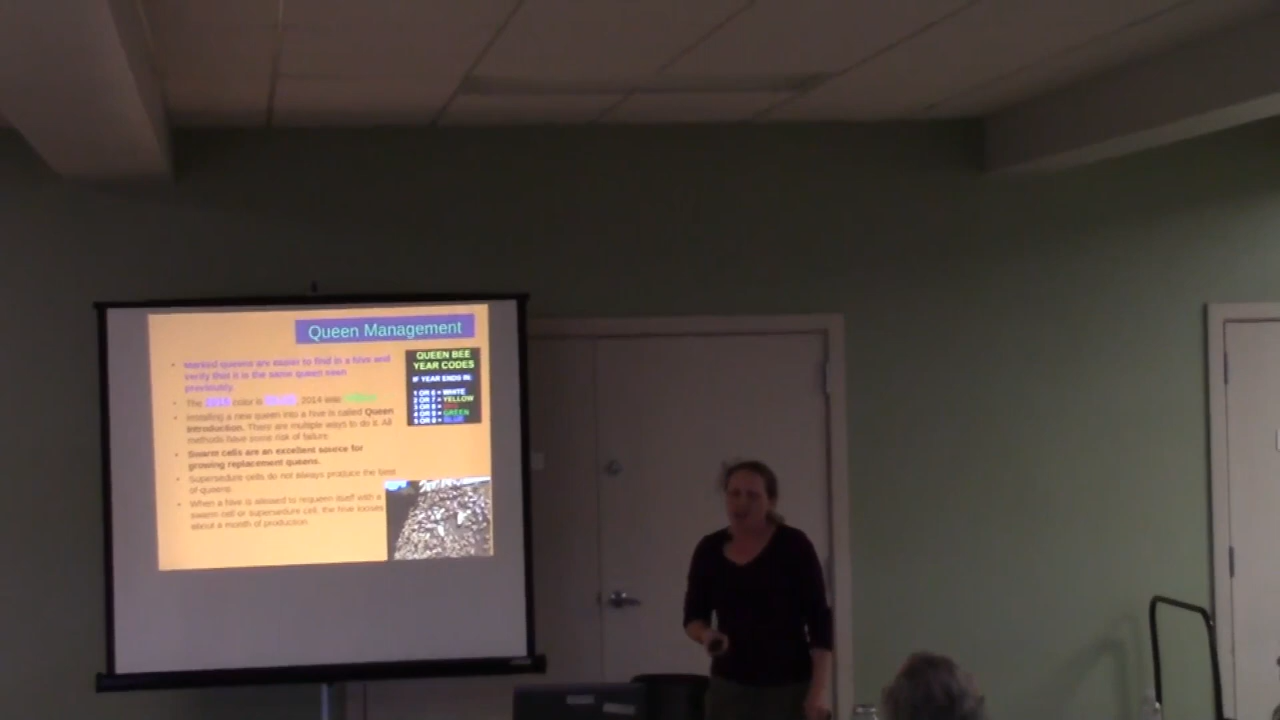 Queen Management
Marked queens are easier to find in a hive and
verify that it is the same queen seen
previously.
The 2015 color is BLUE, 2014 was
Installing a new queen into a hive is called Queen
Introduction. There are multiple ways to do it. All
methods have some risk of failure.
Swarm cells are an excellent source for
growing replacement queens.
Supersedure cells do not always produce the best
of queens.
When a hive is allowed to requeen itself with a
swarm cell or supersedure cell, the hive looses
about a month of production.
QUEEN BEE
YEAR CODES
IF YEAR ENDS IN:
1 OR 6 = WHITE
2 OR 7 = YELLOW
3 OR 8 = RED
4 OR 9 = GREEN
5 OR 0 = BLUE